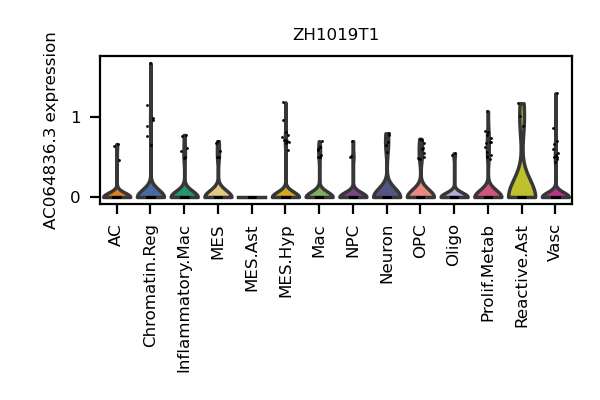 ZH1019T1
AC064836.3 expression
1
0
AC
Chromatin.Reg
Inflammatory.Mac
MES
MES.Ast
MES.Hyp
Mac
NPC
Neuron
OPC
Oligo
Prolif.Metab
Reactive.Ast
Vasc